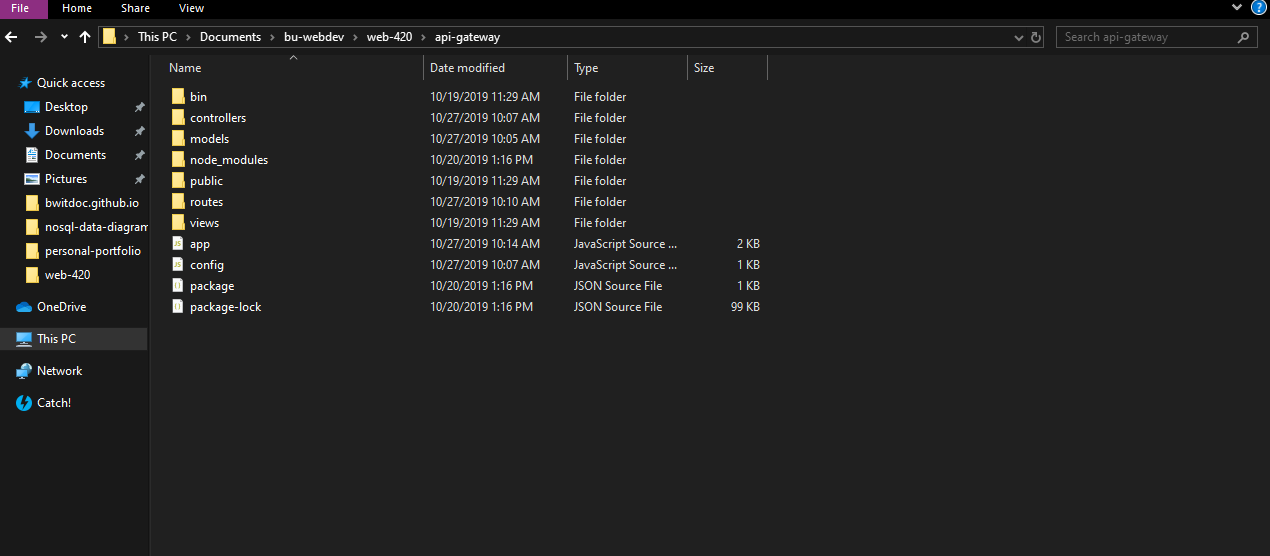 File Home Share View
This PC Documents bu-webdev web-420 api-gateway Search api-gateway
Name Date modified Type Size
Quick access
Desktop
Downloads
Documents
Pictures
bwitdoc.github.io
nosql-data-diagram
personal-portfolio
web-420
OneDrive
This PC
Network
Catch!
bin 10/19/2019 11:29 AM File folder
controllers 10/27/2019 10:07 AM File folder
models 10/27/2019 10:05 AM File folder
node_modules 10/20/2019 1:16 PM File folder
public 10/19/2019 11:29 AM File folder
routes 10/27/2019 10:10 AM File folder
views 10/19/2019 11:29 AM File folder
app 10/27/2019 10:14 AM JavaScript Source ... 2 KB
config 10/27/2019 10:07 AM JavaScript Source ... 1 KB
package 10/20/2019 1:16 PM JSON Source File 1 KB
package-lock 10/20/2019 1:16 PM JSON Source File 99 KB